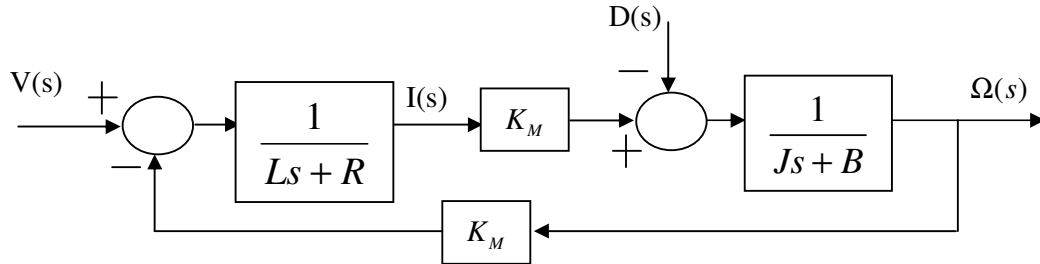 D(s)
V(s)
+
−
1
Ls + R
I(s)
K_M
−
+
1
Js + B
Ω(s)
K_M